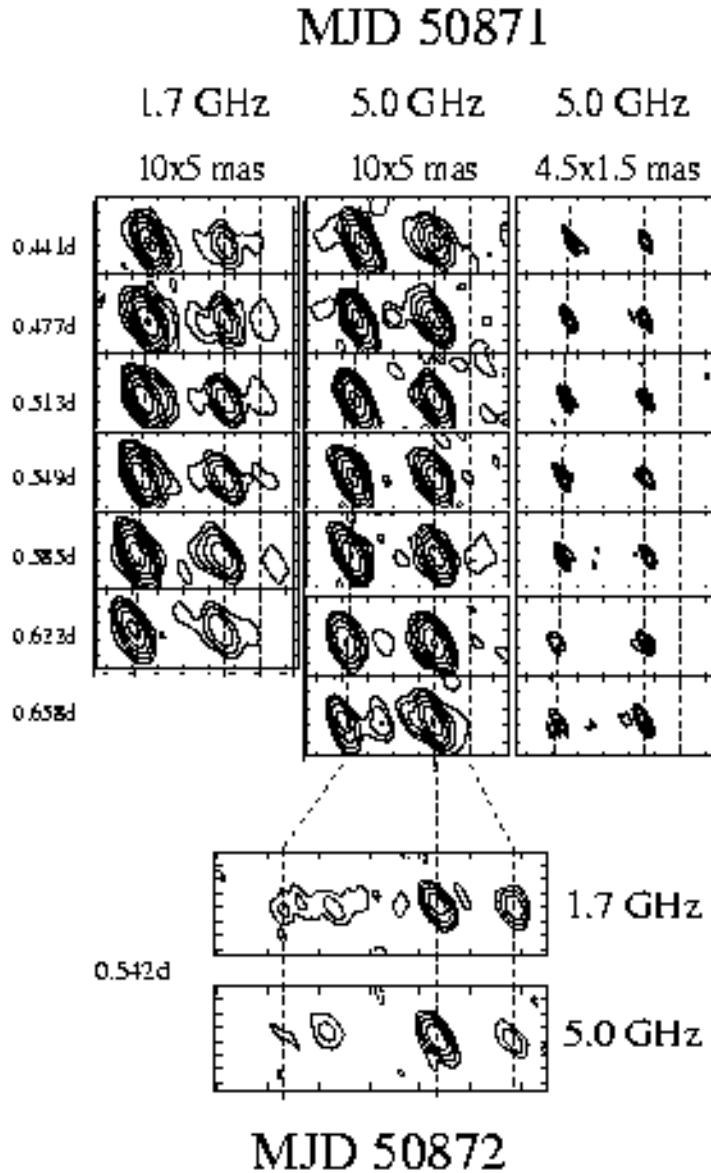 MJD 50871
1.7 GHz 5.0 GHz 5.0 GHz
10x5 mas 10x5 mas 4.5x1.5 mas
0.441d
0.477d
0.513d
0.549d
0.585d
0.622d
0.658d
1.7 GHz
0.542d
5.0 GHz
MJD 50872